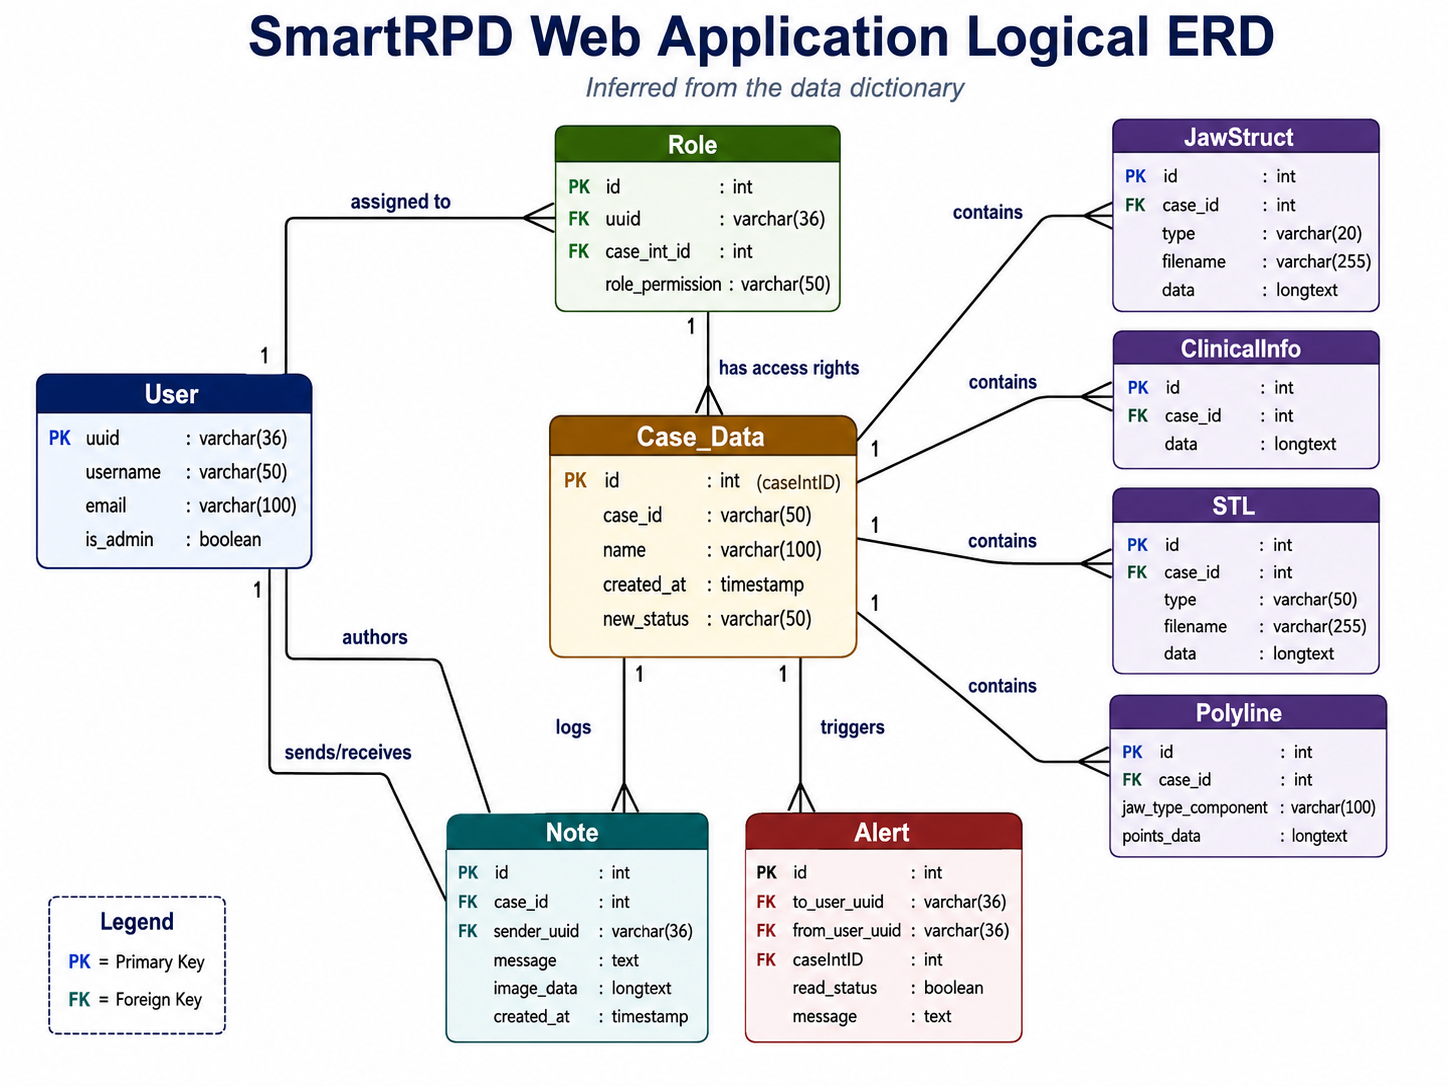 SmartRPD Web Application Logical ERD
Inferred from the data dictionary
Role
PK id : int
FK uuid : varchar(36)
FK case_int_id : int
role_permission : varchar(50)
assigned to
1
1
has access rights
User
PK uuid : varchar(36)
username : varchar(50)
email : varchar(100)
is_admin : boolean
1
authors
sends/receives
Case_Data
PK id : int (caseIntID)
case_id : varchar(50)
name : varchar(100)
created_at : timestamp
new_status : varchar(50)
1
1
1
1
1
logs
triggers
contains
contains
contains
contains
JawStruct
PK id : int
FK case_id : int
type : varchar(20)
filename : varchar(255)
data : longtext
ClinicalInfo
PK id : int
FK case_id : int
data : longtext
STL
PK id : int
FK case_id : int
type : varchar(50)
filename : varchar(255)
data : longtext
Polyline
PK id : int
FK case_id : int
jaw_type_component : varchar(100)
points_data : longtext
Note
PK id : int
FK case_id : int
FK sender_uuid : varchar(36)
message : text
image_data : longtext
created_at : timestamp
Alert
PK id : int
FK to_user_uuid : varchar(36)
FK from_user_uuid : varchar(36)
FK caseIntID : int
read_status : boolean
message : text
Legend
PK = Primary Key
FK = Foreign Key